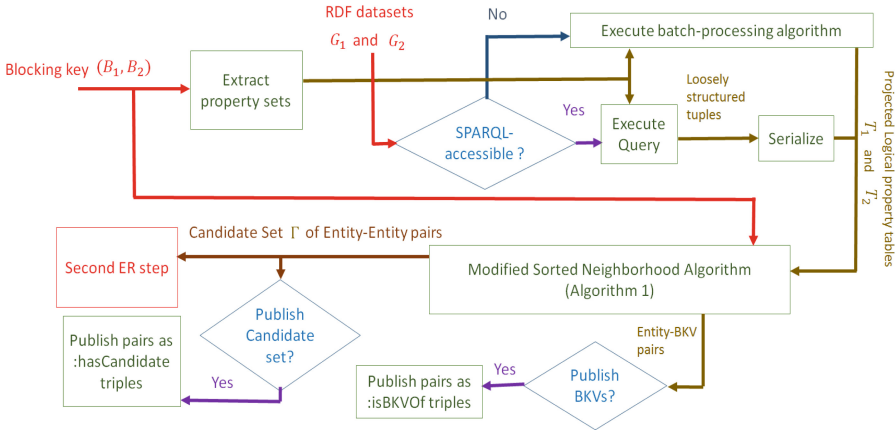 RDF datasets
G₁ and G₂
No
Execute batch-processing algorithm
Blocking key (B₁, B₂)
Extract
property sets
SPARQL-
accessible ?
Yes
Execute
Query
Loosely
structured
tuples
Serialize
Projected Logical property tables
T₁ and T₂
Candidate Set Γ of Entity-Entity pairs
Second ER step
Modified Sorted Neighborhood Algorithm
(Algorithm 1)
Publish
Candidate
set?
Publish pairs as
:hasCandidate
triples
Yes
Entity-BKV
pairs
Publish
BKVs?
Yes
Publish pairs as
:isBKVOf triples